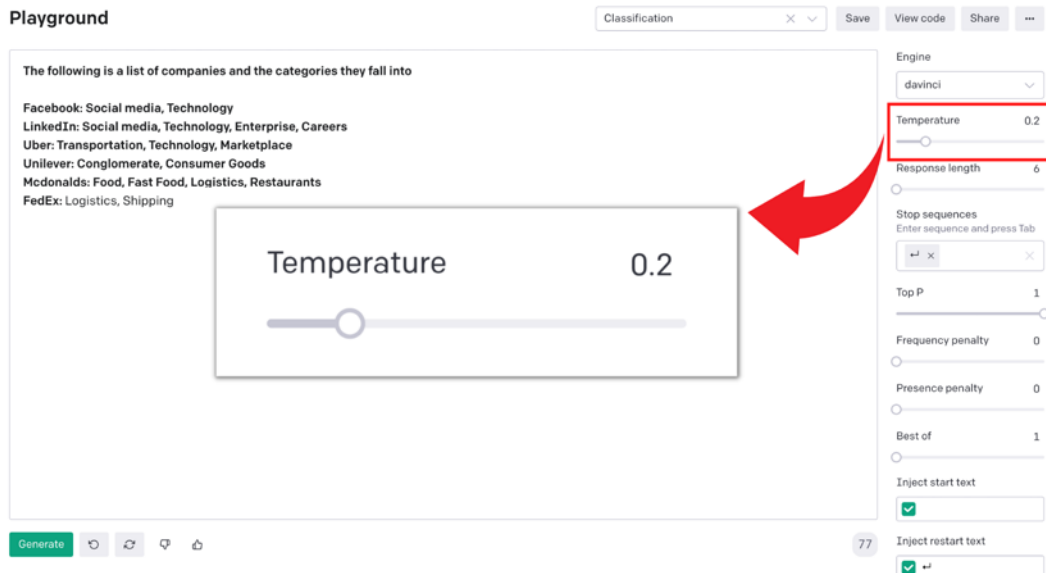 Playground
Classification
Save
View code
Share
The following is a list of companies and the categories they fall into
Facebook: Social media, Technology
LinkedIn: Social media, Technology, Enterprise, Careers
Uber: Transportation, Technology, Marketplace
Unilever: Conglomerate, Consumer Goods
Mcdonalds: Food, Fast Food, Logistics, Restaurants
FedEx: Logistics, Shipping
Temperature 0.2
Generate
77
Engine
davinci
Temperature 0.2
Response length 6
Stop sequences
Enter sequence and press Tab
↵ ×
Top P 1
Frequency penalty 0
Presence penalty 0
Best of 1
Inject start text
Inject restart text
↵